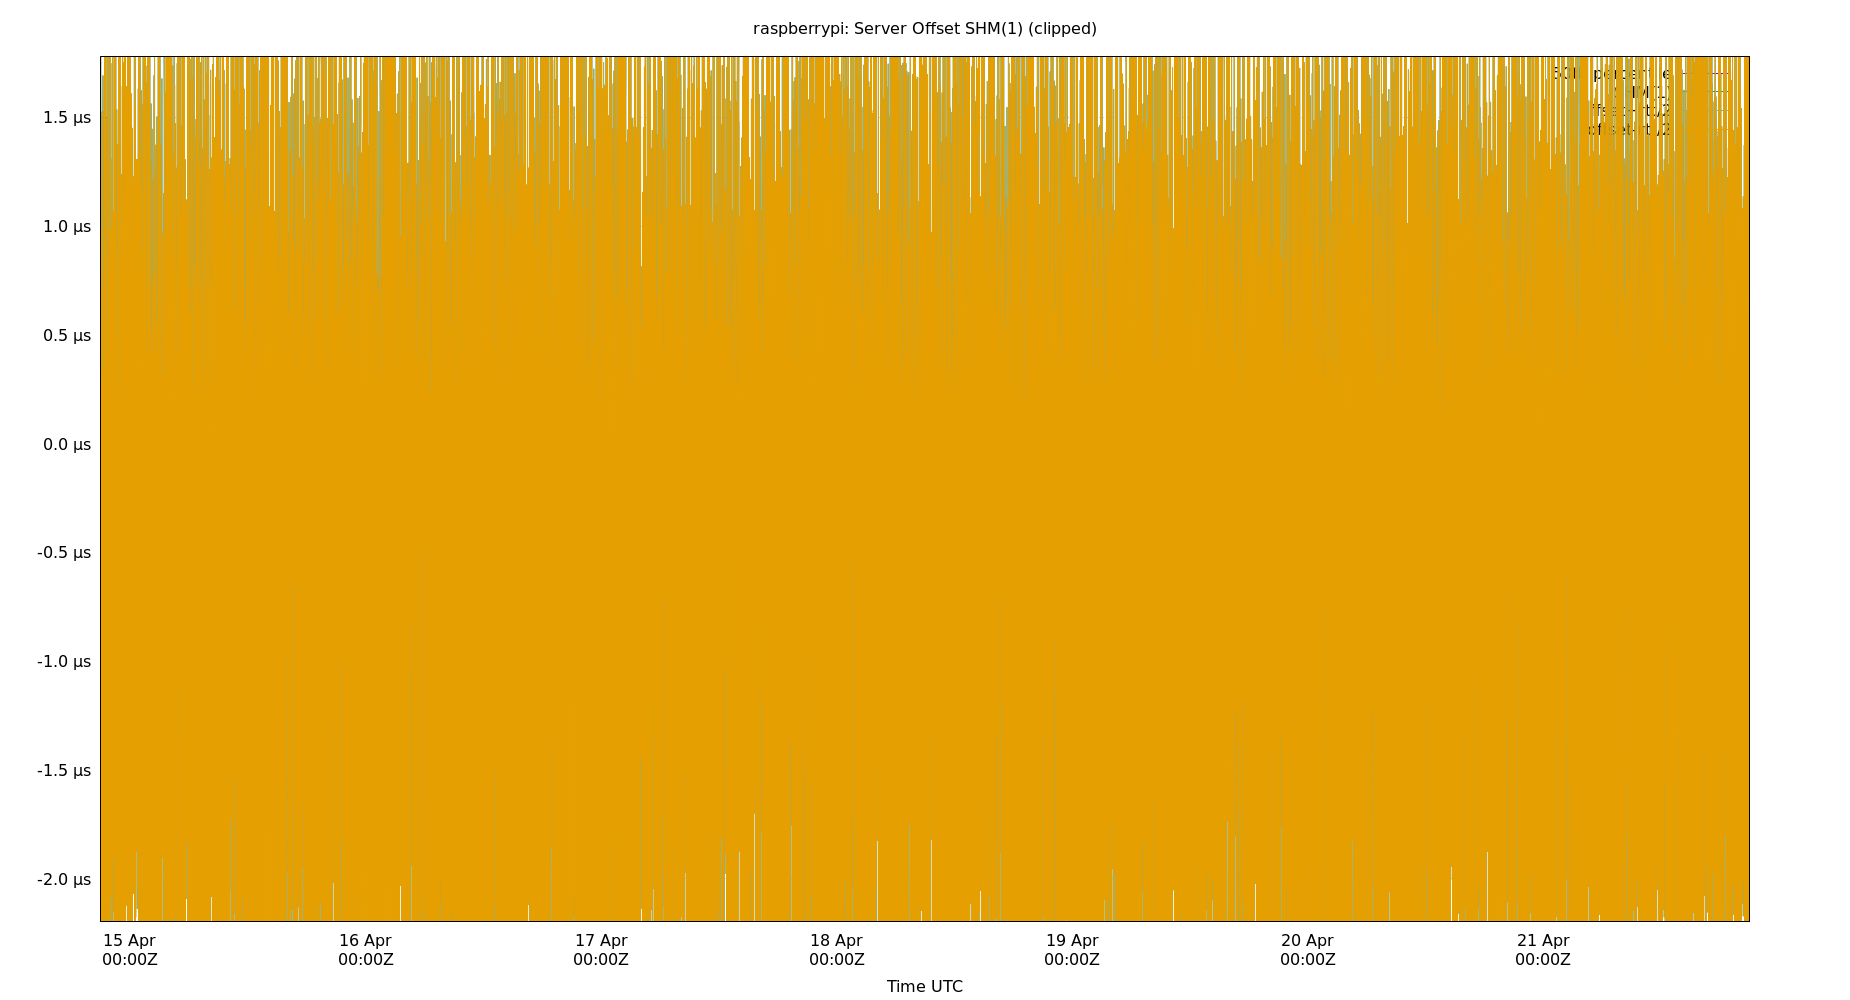 raspberrypi: Server Offset SHM(1) (clipped)
1.5 µs
1.0 µs
0.5 µs
0.0 µs
-0.5 µs
-1.0 µs
-1.5 µs
-2.0 µs
15 Apr 16 Apr 17 Apr 18 Apr 19 Apr 20 Apr 21 Apr
00:00Z 00:00Z 00:00Z 00:00Z 00:00Z 00:00Z 00:00Z
Time UTC